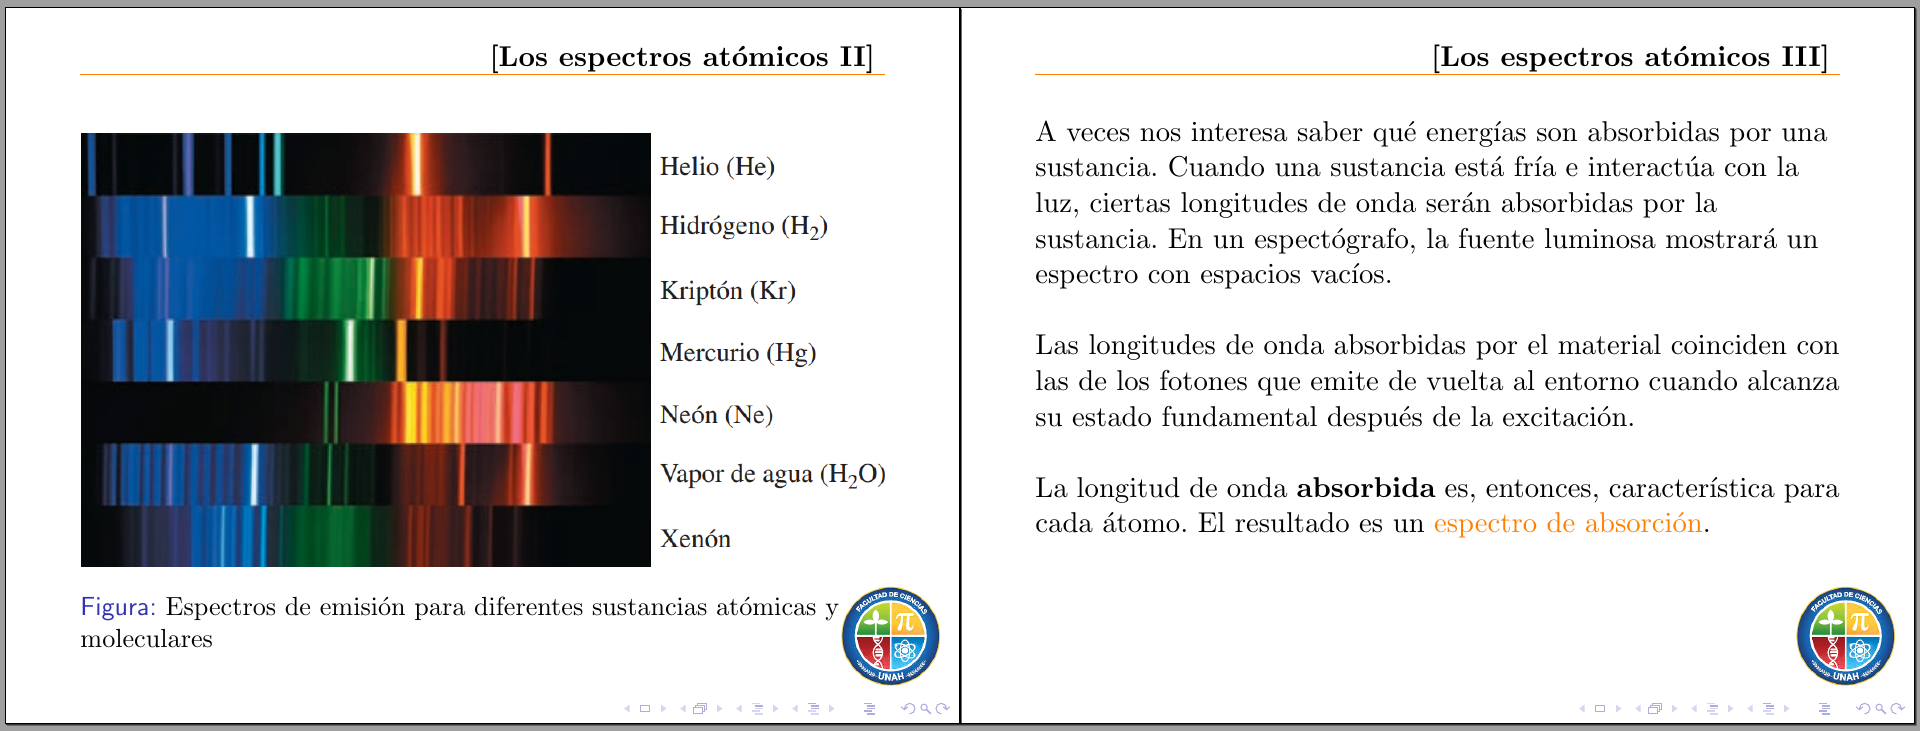 [Los espectros atómicos II]
Helio (He)
Hidrógeno (H₂)
Kriptón (Kr)
Mercurio (Hg)
Neón (Ne)
Vapor de agua (H₂O)
Xenón
Figura: Espectros de emisión para diferentes sustancias atómicas y
moleculares
FACULTAD DE CIENCIAS
UNAH
[Los espectros atómicos III]
A veces nos interesa saber qué energías son absorbidas por una
sustancia. Cuando una sustancia está fría e interactúa con la
luz, ciertas longitudes de onda serán absorbidas por la
sustancia. En un espectógrafo, la fuente luminosa mostrará un
espectro con espacios vacíos.
Las longitudes de onda absorbidas por el material coinciden con
las de los fotones que emite de vuelta al entorno cuando alcanza
su estado fundamental después de la excitación.
La longitud de onda absorbida es, entonces, característica para
cada átomo. El resultado es un espectro de absorción.
FACULTAD DE CIENCIAS
UNAH